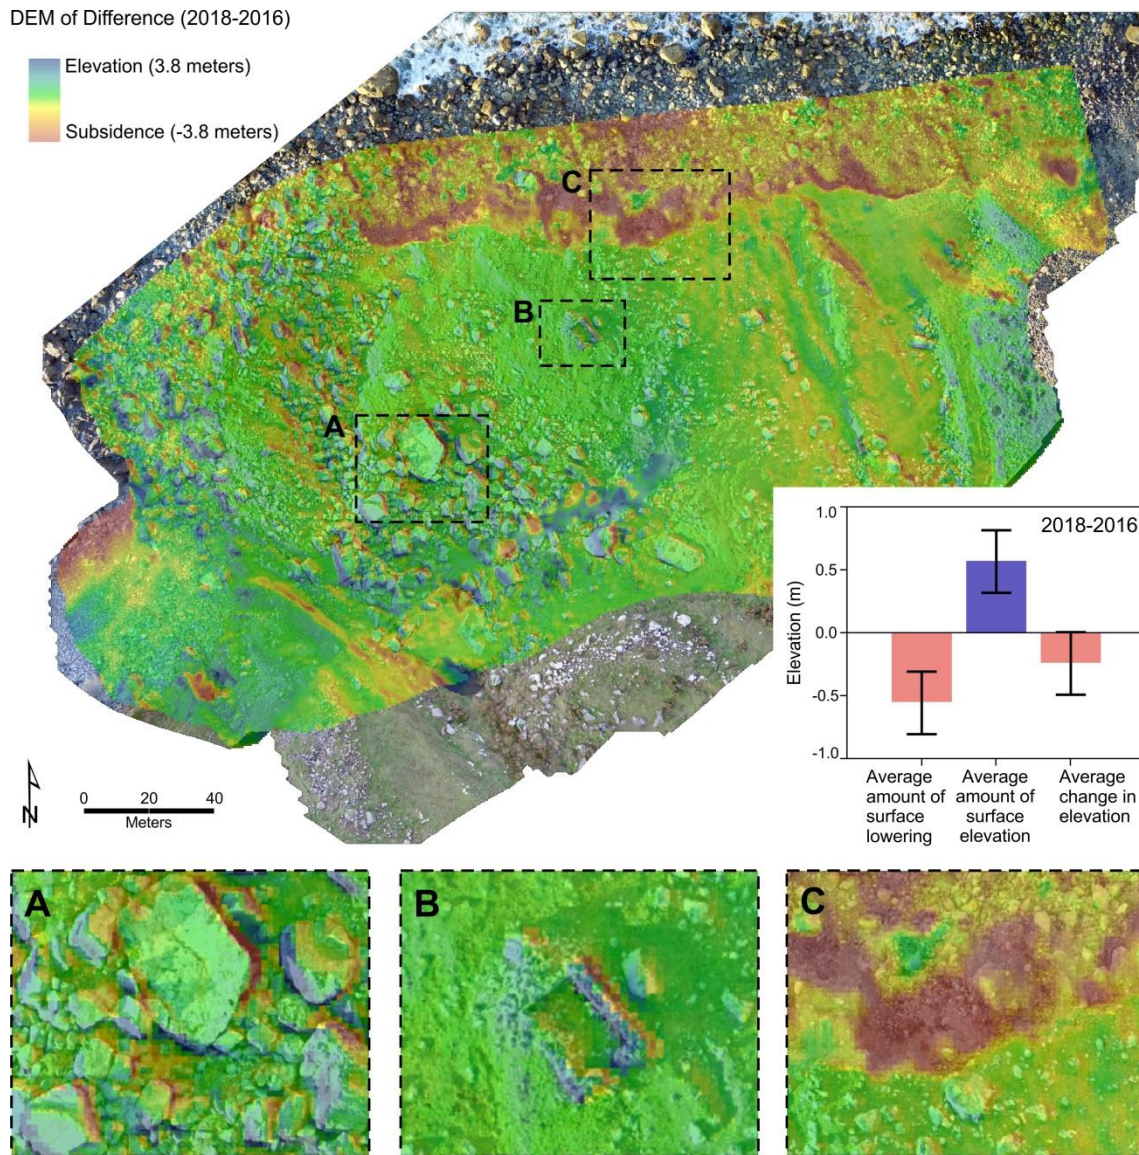 DEM of Difference (2018-2016)
Elevation (3.8 meters)
Subsidence (-3.8 meters)
C
B
A
N
0 20 40
Meters
2018-2016
Elevation (m)
1.0
0.5
0.0
-0.5
-1.0
Average
amount of
surface
lowering
Average
amount of
surface
elevation
Average
change in
elevation
A
B
C